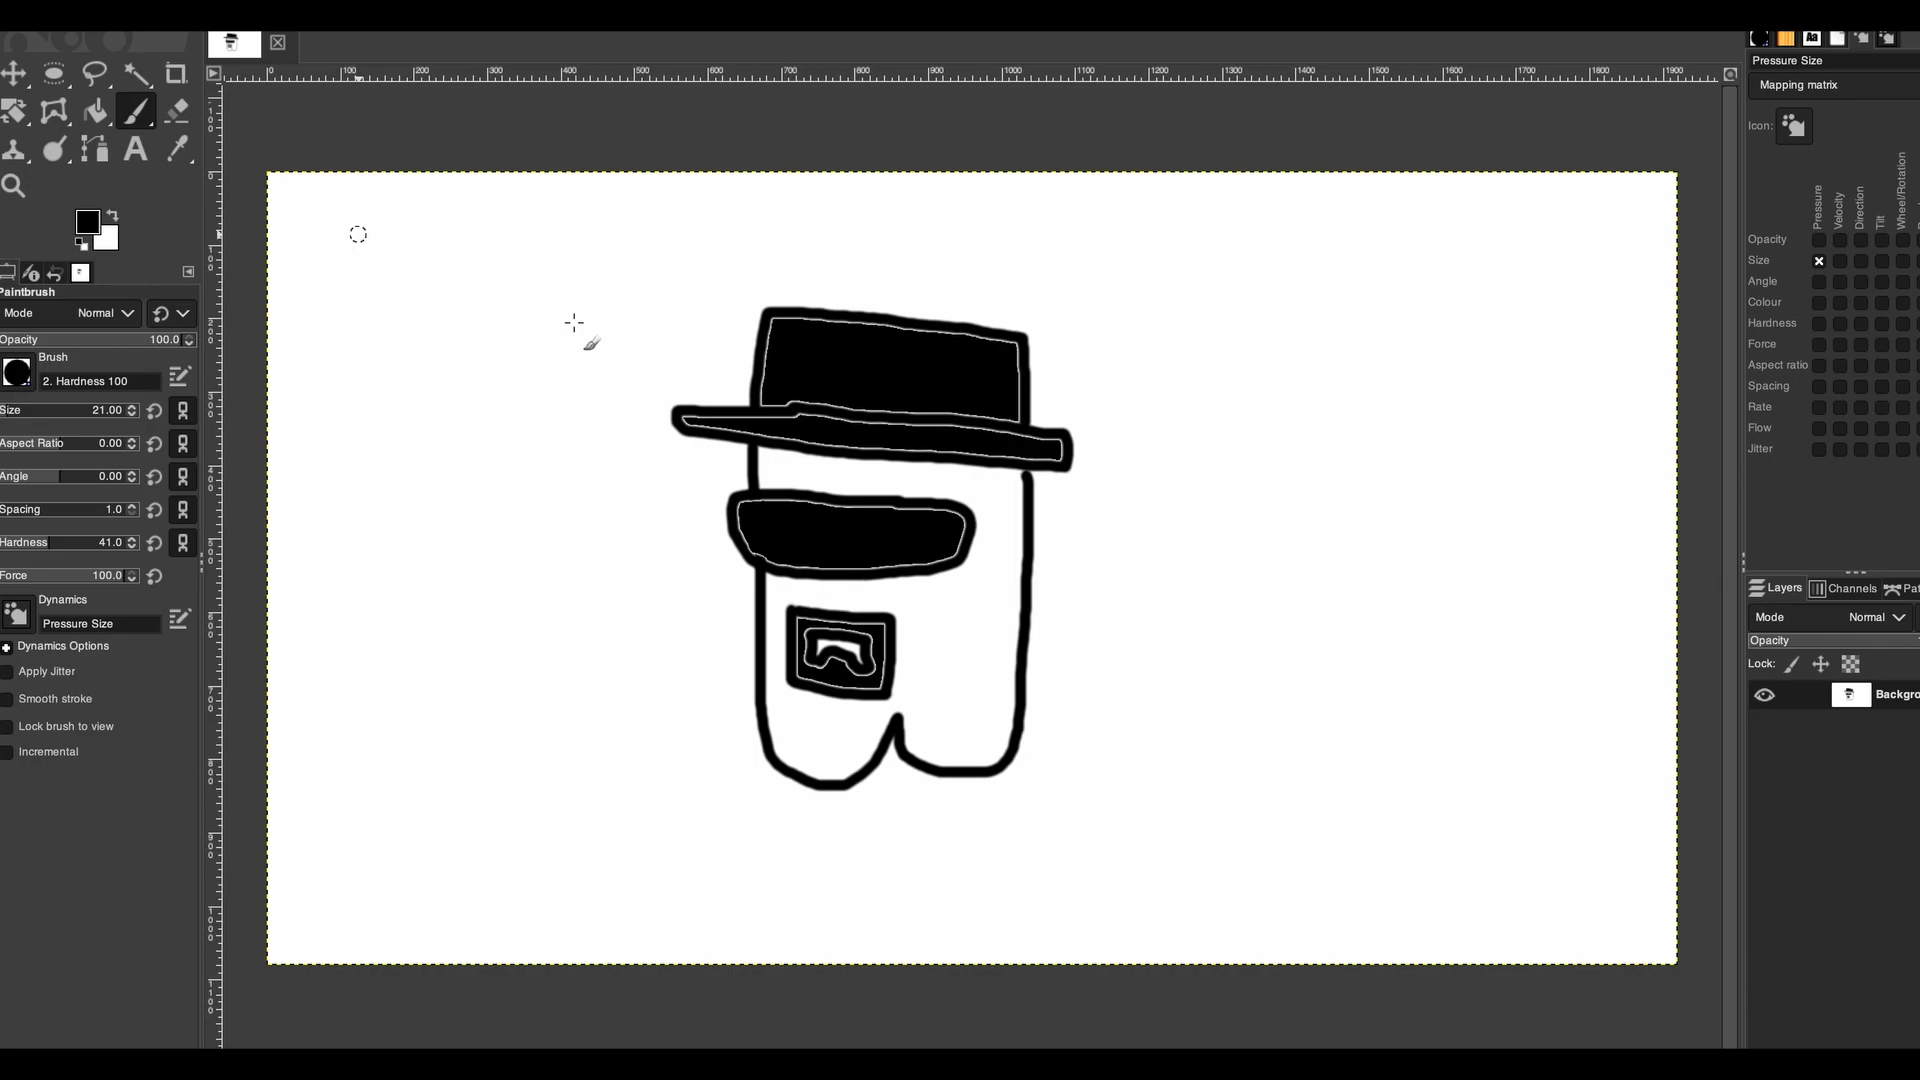 0 100 200 300 400 500 600 700 800 900 1000 1100 1200 1300 1400 1500 1600 1700 1800 1900
Paintbrush
Mode Normal
Opacity 100.0
Brush
2. Hardness 100
Size 21.00
Aspect Ratio 0.00
Angle 0.00
Spacing 1.0
Hardness 41.0
Force 100.0
Dynamics
Pressure Size
Dynamics Options
Apply Jitter
Smooth stroke
Lock brush to view
Incremental
Aa
Pressure Size
Mapping matrix
Icon:
Pressure Velocity Direction Tilt Wheel/Rotation
Opacity
Size
Angle
Colour
Hardness
Force
Aspect ratio
Spacing
Rate
Flow
Jitter
Layers Channels Pat
Mode Normal
Opacity
Lock:
Backgro